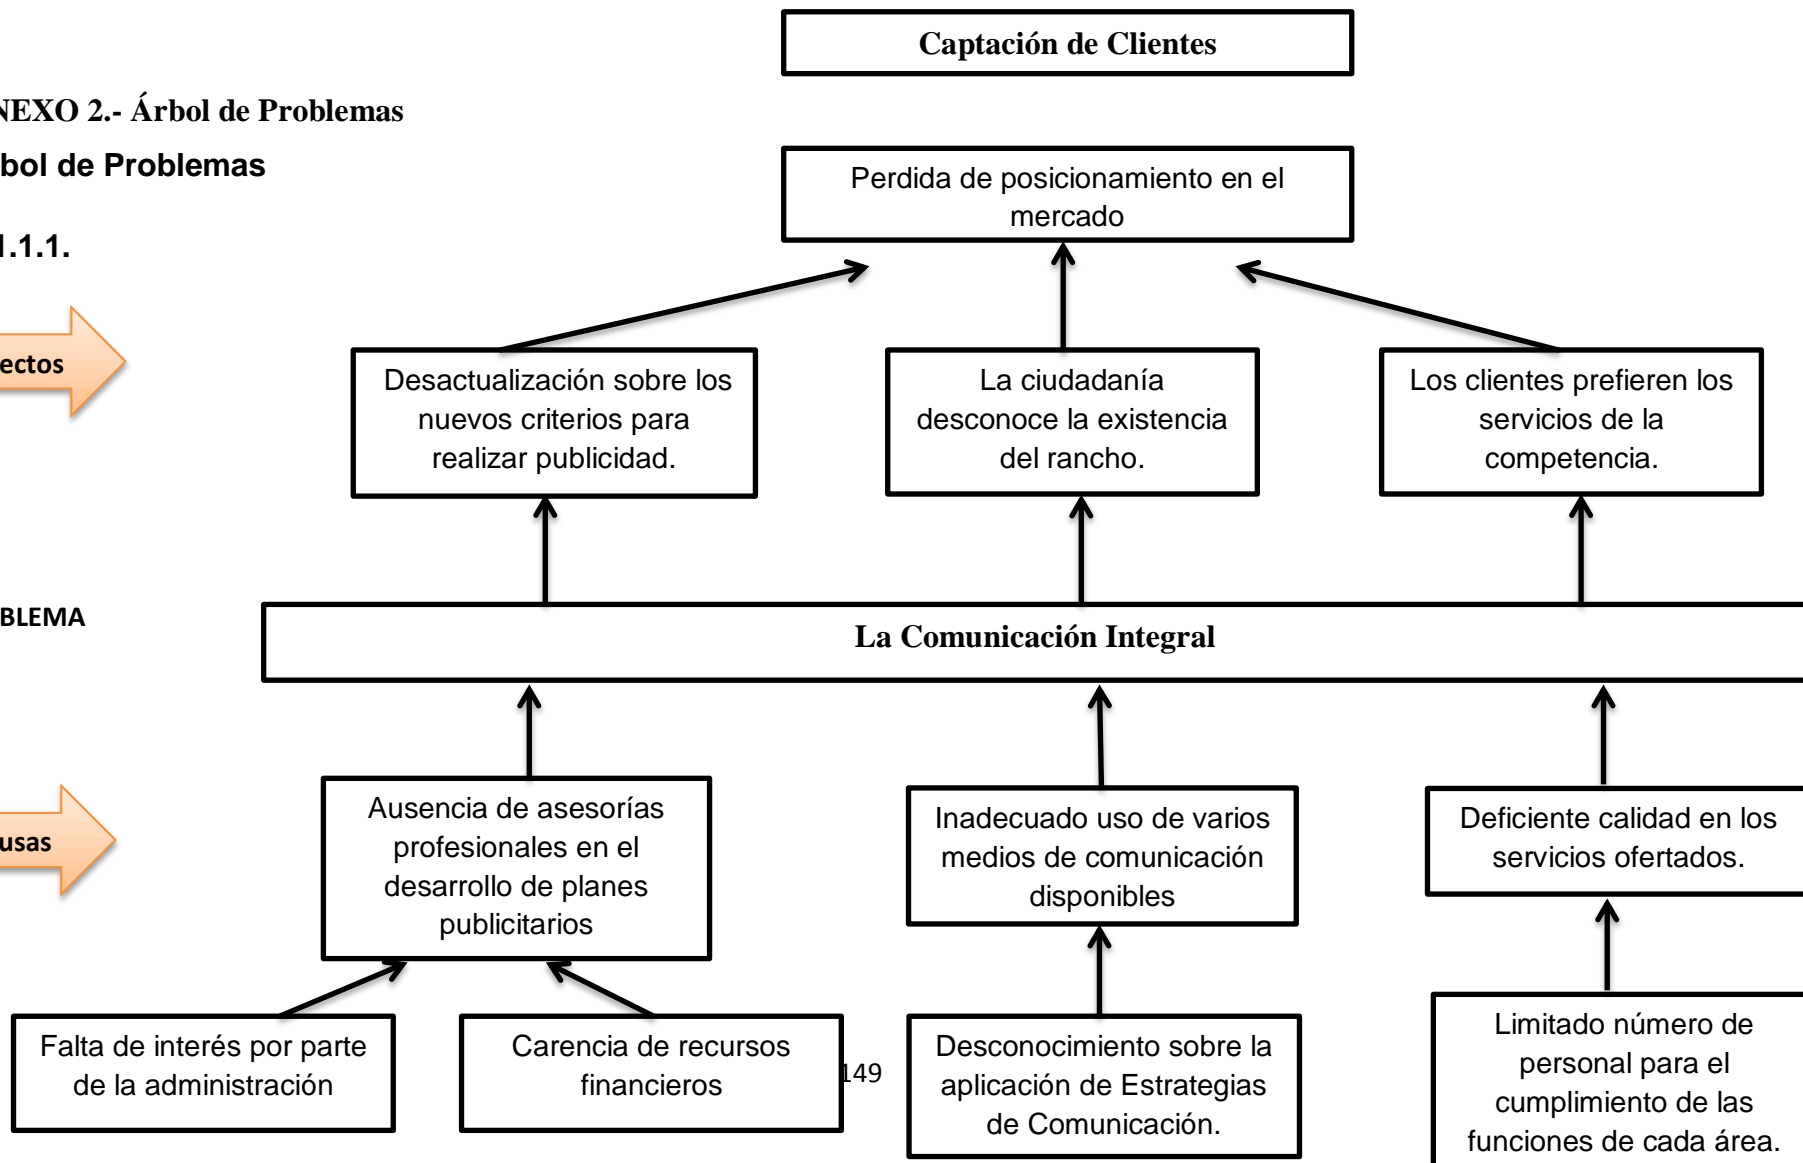 Captación de Clientes
NEXO 2.- Árbol de Problemas
bol de Problemas
Perdida de posicionamiento en el
mercado
1.1.1.
ectos
Desactualización sobre los
nuevos criterios para
realizar publicidad.
La ciudadanía
desconoce la existencia
del rancho.
Los clientes prefieren los
servicios de la
competencia.
BLEMA
La Comunicación Integral
usas
Ausencia de asesorías
profesionales en el
desarrollo de planes
publicitarios
Inadecuado uso de varios
medios de comunicación
disponibles
Deficiente calidad en los
servicios ofertados.
Falta de interés por parte
de la administración
Carencia de recursos
financieros
149
Desconocimiento sobre la
aplicación de Estrategias
de Comunicación.
Limitado número de
personal para el
cumplimiento de las
funciones de cada área.